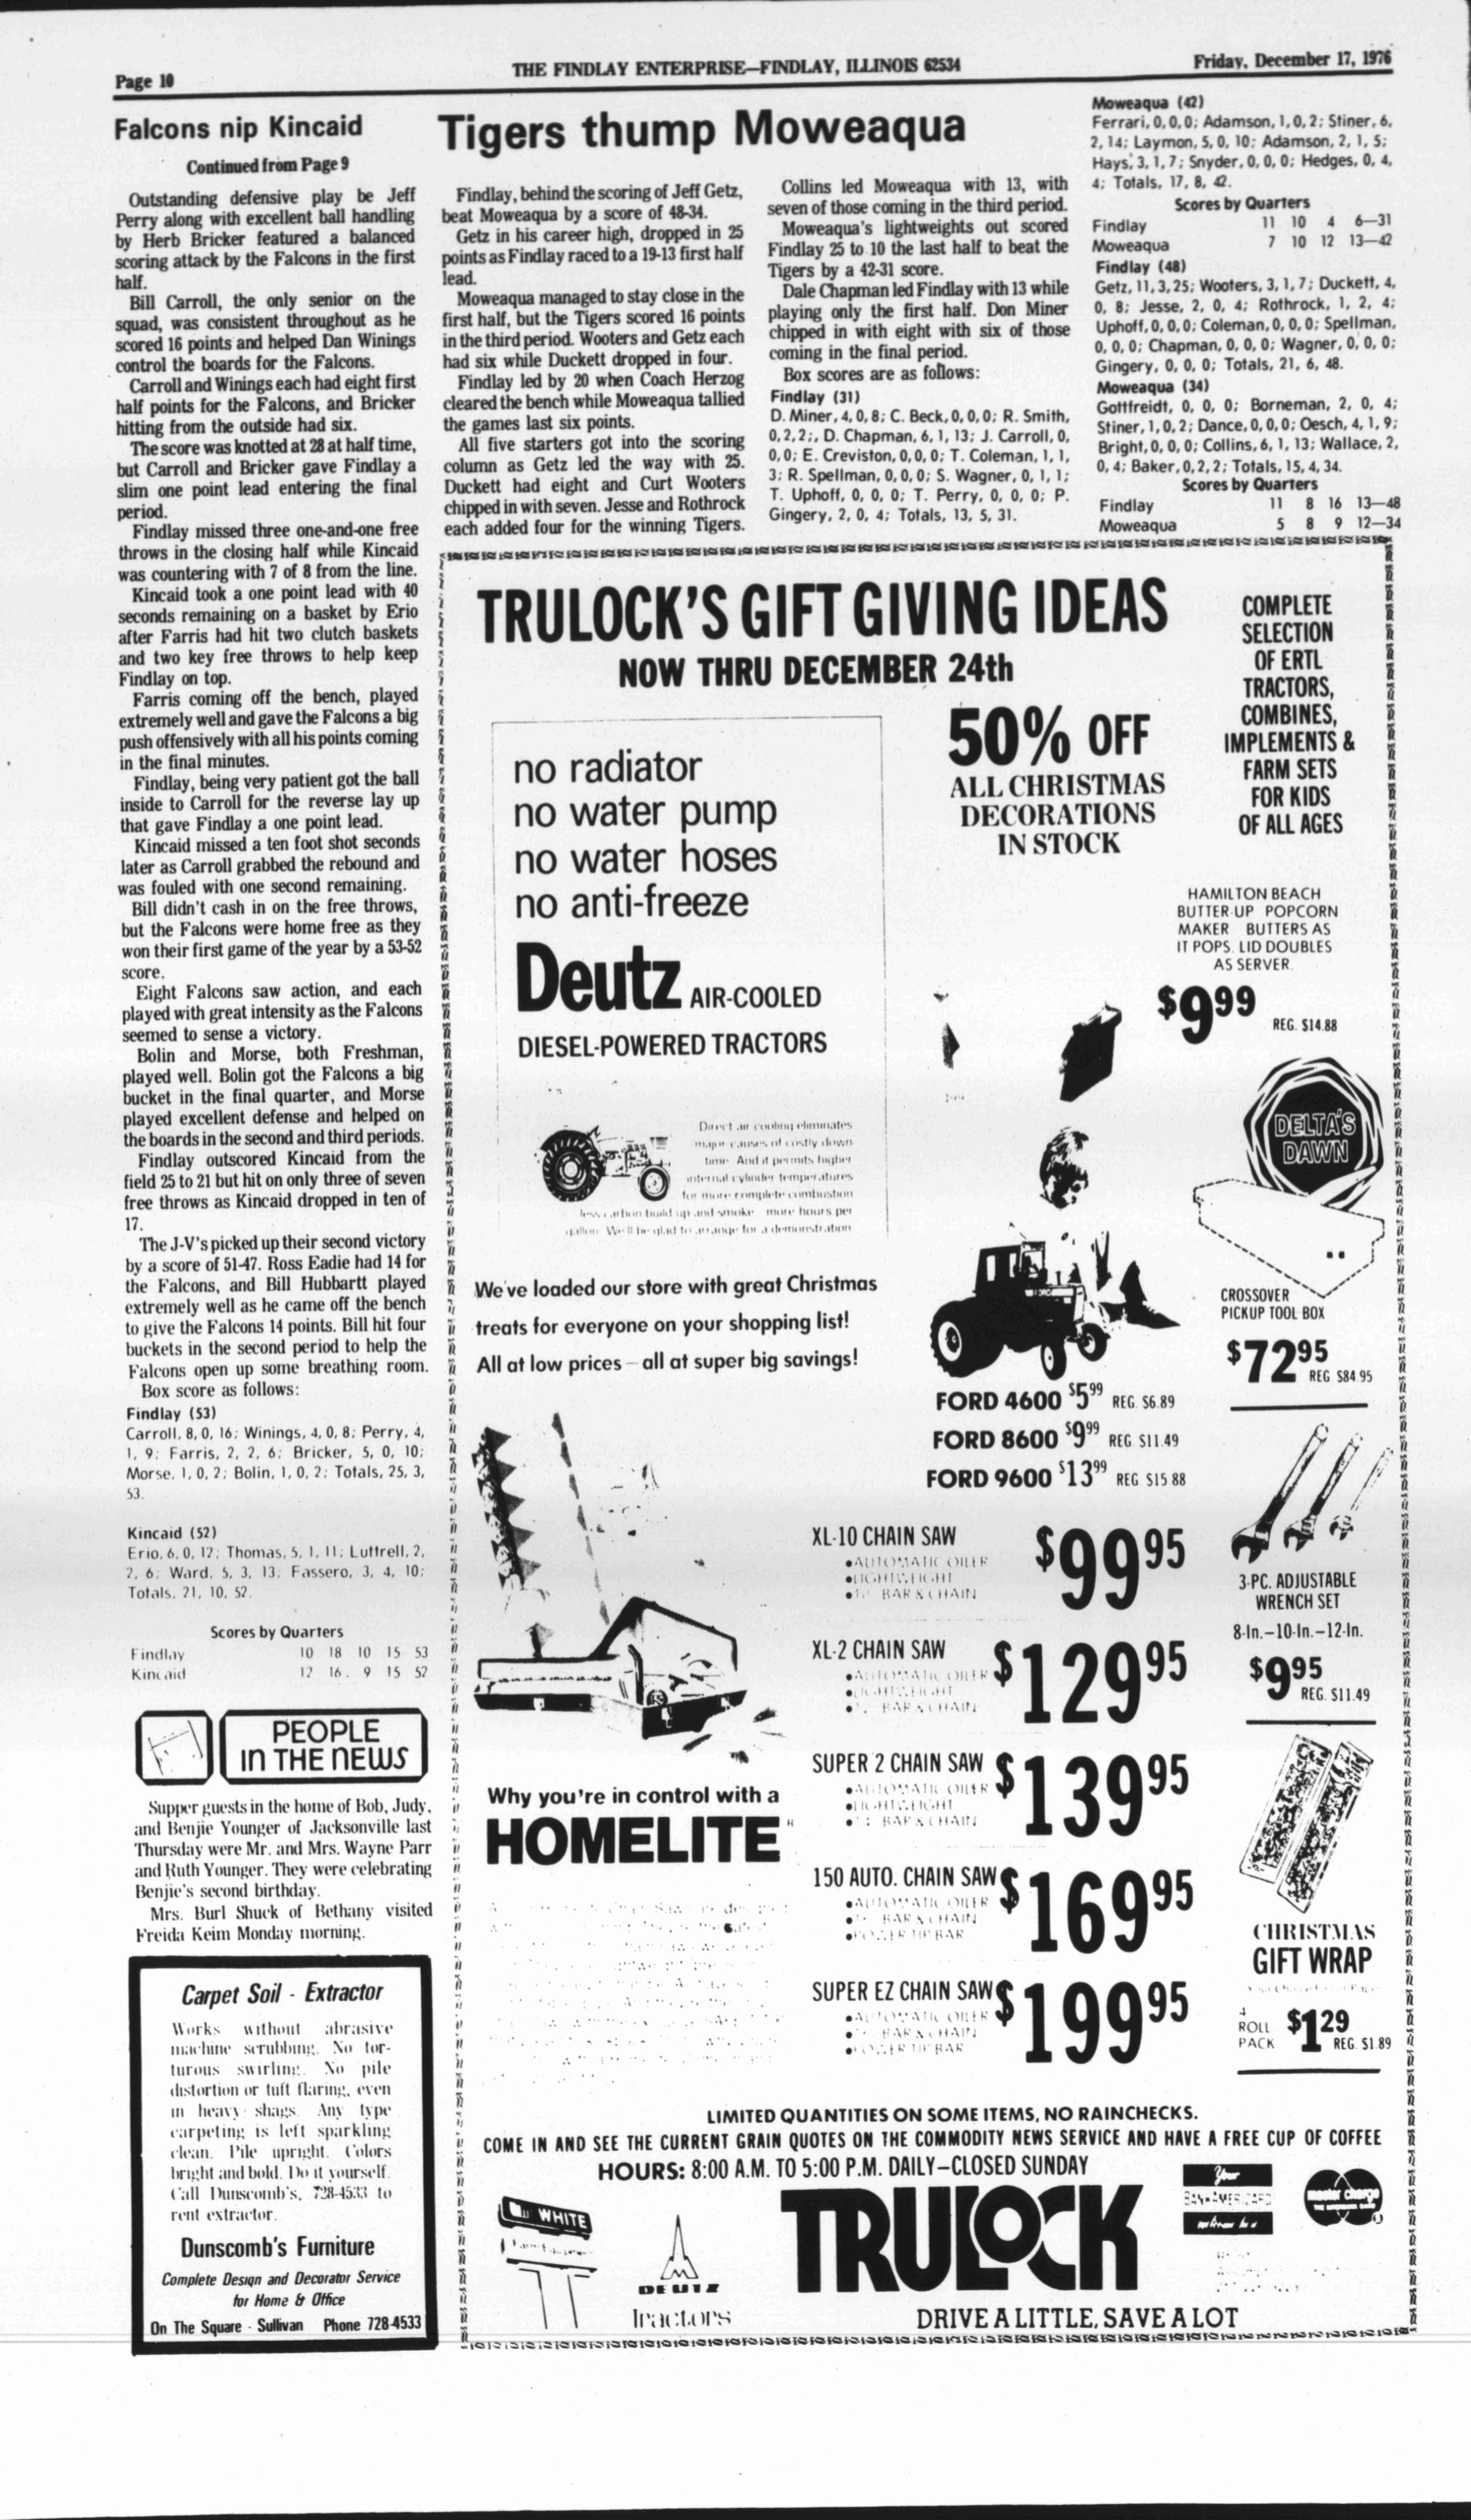 Page 10
THE FINDLAY ENTERPRISE—FINDLAY, ILLINOIS 62534
Friday, December 17, 1976
Falcons nip Kincaid
Continued from Page 9
Outstanding defensive play be Jeff
Perry along with excellent ball handling
by Herb Bricker featured a balanced
scoring attack by the Falcons in the first
half.
Bill Carroll, the only senior on the
squad, was consistent throughout as he
scored 16 points and helped Dan Winings
control the boards for the Falcons.
Carroll and Winings each had eight first
half points for the Falcons, and Bricker
hitting from the outside had six.
The score was knotted at 28 at half time,
but Carroll and Bricker gave Findlay a
slim one point lead entering the final
period.
Findlay missed three one-and-one free
throws in the closing half while Kincaid
was countering with 7 of 8 from the line.
Kincaid took a one point lead with 40
seconds remaining on a basket by Erio
after Farris had hit two clutch baskets
and two key free throws to help keep
Findlay on top.
Farris coming off the bench, played
extremely well and gave the Falcons a big
push offensively with all his points coming
in the final minutes.
Findlay, being very patient got the ball
inside to Carroll for the reverse lay up
that gave Findlay a one point lead.
Kincaid missed a ten foot shot seconds
later as Carroll grabbed the rebound and
was fouled with one second remaining.
Bill didn't cash in on the free throws,
but the Falcons were home free as they
won their first game of the year by a 53-52
score.
Eight Falcons saw action, and each
played with great intensity as the Falcons
seemed to sense a victory.
Bolin and Morse, both Freshman,
played well. Bolin got the Falcons a big
bucket in the final quarter, and Morse
played excellent defense and helped on
the boards in the second and third periods.
Findlay outscored Kincaid from the
field 25 to 21 but hit on only three of seven
free throws as Kincaid dropped in ten of
17.
The J-V's picked up their second victory
by a score of 51-47. Ross Eadie had 14 for
the Falcons, and Bill Hubbartt played
extremely well as he came off the bench
to give the Falcons 14 points. Bill hit four
buckets in the second period to help the
Falcons open up some breathing room.
Box score as follows:
Findlay (53)
Carroll, 8, 0, 16; Winings, 4, 0, 8; Perry, 4,
1, 9; Farris, 2, 2, 6; Bricker, 5, 0, 10;
Morse, 1, 0, 2; Bolin, 1, 0, 2; Totals, 25, 3,
53.
Kincaid (52)
Erio, 6, 0, 12; Thomas, 5, 1, 11; Luttrell, 2,
2, 6; Ward, 5, 3, 13; Fassero, 3, 4, 10;
Totals, 21, 10, 52.
Scores by Quarters
Findlay 10 18 10 15 53
Kincaid 12 16 9 15 52
PEOPLE
in THE nEWS
Supper guests in the home of Bob, Judy,
and Benjie Younger of Jacksonville last
Thursday were Mr. and Mrs. Wayne Parr
and Ruth Younger. They were celebrating
Benjie's second birthday.
Mrs. Burl Shuck of Bethany visited
Freida Keim Monday morning.
Carpet Soil - Extractor
Works without abrasive
machine scrubbing. No tor-
turous swirling. No pile
distortion or tuft flaring, even
in heavy shags. Any type
carpeting is left sparkling
clean. Pile upright. Colors
bright and bold. Do it yourself.
Call Dunscomb's, 728-4533 to
rent extractor.
Dunscomb's Furniture
Complete Design and Decorator Service
for Home & Office
On The Square - Sullivan Phone 728-4533
Tigers thump Moweaqua
Findlay, behind the scoring of Jeff Getz,
beat Moweaqua by a score of 48-34.
Getz in his career high, dropped in 25
points as Findlay raced to a 19-13 first half
lead.
Moweaqua managed to stay close in the
first half, but the Tigers scored 16 points
in the third period. Wooters and Getz each
had six while Duckett dropped in four.
Findlay led by 20 when Coach Herzog
cleared the bench while Moweaqua tallied
the games last six points.
All five starters got into the scoring
column as Getz led the way with 25.
Duckett had eight and Curt Wooters
chipped in with seven. Jesse and Rothrock
each added four for the winning Tigers.
Collins led Moweaqua with 13, with
seven of those coming in the third period.
Moweaqua's lightweights out scored
Findlay 25 to 10 the last half to beat the
Tigers by a 42-31 score.
Dale Chapman led Findlay with 13 while
playing only the first half. Don Miner
chipped in with eight with six of those
coming in the final period.
Box scores are as follows:
Findlay (31)
D. Miner, 4, 0, 8; C. Beck, 0, 0, 0; R. Smith,
0, 2, 2;, D. Chapman, 6, 1, 13; J. Carroll, 0,
0, 0; E. Creviston, 0, 0, 0; T. Coleman, 1, 1,
3; R. Spellman, 0, 0, 0; S. Wagner, 0, 1, 1;
T. Uphoff, 0, 0, 0; T. Perry, 0, 0, 0; P.
Gingery, 2, 0, 4; Totals, 13, 5, 31.
Moweaqua (42)
Ferrari, 0, 0, 0; Adamson, 1, 0, 2; Stiner, 6,
2, 14; Laymon, 5, 0, 10; Adamson, 2, 1, 5;
Hays, 3, 1, 7; Snyder, 0, 0, 0; Hedges, 0, 4,
4; Totals, 17, 8, 42.
Scores by Quarters
Findlay 11 10 4 6—31
Moweaqua 7 10 12 13—42
Findlay (48)
Getz, 11, 3, 25; Wooters, 3, 1, 7; Duckett, 4,
0, 8; Jesse, 2, 0, 4; Rothrock, 1, 2, 4;
Uphoff, 0, 0, 0; Coleman, 0, 0, 0; Spellman,
0, 0, 0; Chapman, 0, 0, 0; Wagner, 0, 0, 0;
Gingery, 0, 0, 0; Totals, 21, 6, 48.
Moweaqua (34)
Gottfreidt, 0, 0, 0; Borneman, 2, 0, 4;
Stiner, 1, 0, 2; Dance, 0, 0, 0; Oesch, 4, 1, 9;
Bright, 0, 0, 0; Collins, 6, 1, 13; Wallace, 2,
0, 4; Baker, 0, 2, 2; Totals, 15, 4, 34.
Scores by Quarters
Findlay 11 8 16 13—48
Moweaqua 5 8 9 12—34
TRULOCK'S GIFT GIVING IDEAS
NOW THRU DECEMBER 24th
no radiator
no water pump
no water hoses
no anti-freeze
Deutz AIR-COOLED
DIESEL-POWERED TRACTORS
Direct air cooling eliminates
major causes of costly down
time. And it permits higher
internal cylinder temperatures
for more complete combustion
less carbon build up and smoke more hours per
gallon. We'll be glad to arrange for a demonstration
50% OFF
ALL CHRISTMAS
DECORATIONS
IN STOCK
COMPLETE
SELECTION
OF ERTL
TRACTORS,
COMBINES,
IMPLEMENTS &
FARM SETS
FOR KIDS
OF ALL AGES
HAMILTON BEACH
BUTTER-UP POPCORN
MAKER BUTTERS AS
IT POPS. LID DOUBLES
AS SERVER.
$9.99 REG. $14.88
DELTA'S
DAWN
CROSSOVER
PICKUP TOOL BOX
$72.95
REG $84.95
We've loaded our store with great Christmas
treats for everyone on your shopping list!
All at low prices — all at super big savings!
FORD
FORD 4600 $5.99 REG. $6.89
FORD 8600 $9.99 REG. $11.49
FORD 9600 $13.99 REG $15.88
3-PC. ADJUSTABLE
WRENCH SET
8-In.—10-In.—12-In.
$9.95
REG. $11.49
XL-10 CHAIN SAW $99.95
•AUTOMATIC OILER
•LIGHTWEIGHT
BAR & CHAIN
XL-2 CHAIN SAW $129.95
•AUTOMATIC OILER
•LIGHTWEIGHT
BAR & CHAIN
SUPER 2 CHAIN SAW $139.95
•AUTOMATIC OILER
•LIGHTWEIGHT
BAR & CHAIN
150 AUTO. CHAIN SAW $169.95
•AUTOMATIC OILER
BAR & CHAIN
•POWER TIP BAR
SUPER EZ CHAIN SAW $199.95
•AUTOMATIC OILER
BAR & CHAIN
•POWER TIP BAR
Why you're in control with a
HOMELITE
CHRISTMAS
GIFT WRAP
4
ROLL
PACK
$1.29
REG. $1.89
LIMITED QUANTITIES ON SOME ITEMS, NO RAINCHECKS.
COME IN AND SEE THE CURRENT GRAIN QUOTES ON THE COMMODITY NEWS SERVICE AND HAVE A FREE CUP OF COFFEE
HOURS: 8:00 A.M. TO 5:00 P.M. DAILY—CLOSED SUNDAY
WHITE
Farm Equipment
DEUTZ
Tractors
TRULOCK
DRIVE A LITTLE, SAVE A LOT
Your
BANKAMERICARD
welcome here
master charge